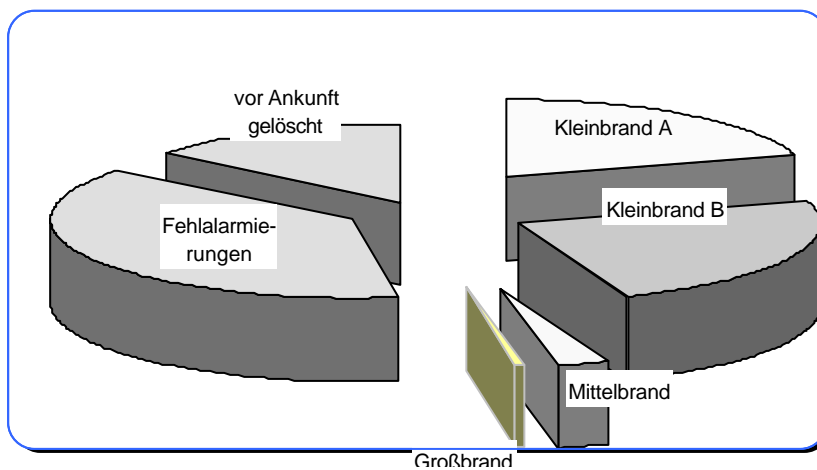 vor Ankunft
gelöscht
Kleinbrand A
Kleinbrand B
Fehlalarmie-
rungen
Mittelbrand
Großbrand